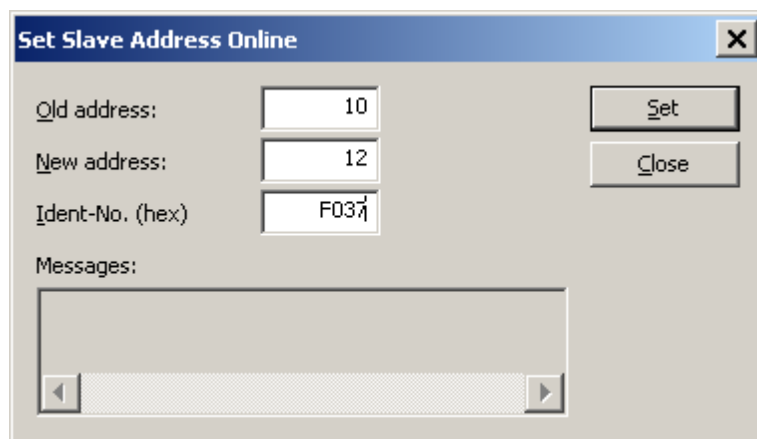 Set Slave Address Online
Old address: 10 Set
New address: 12 Close
Ident-No. (hex) F037
Messages: